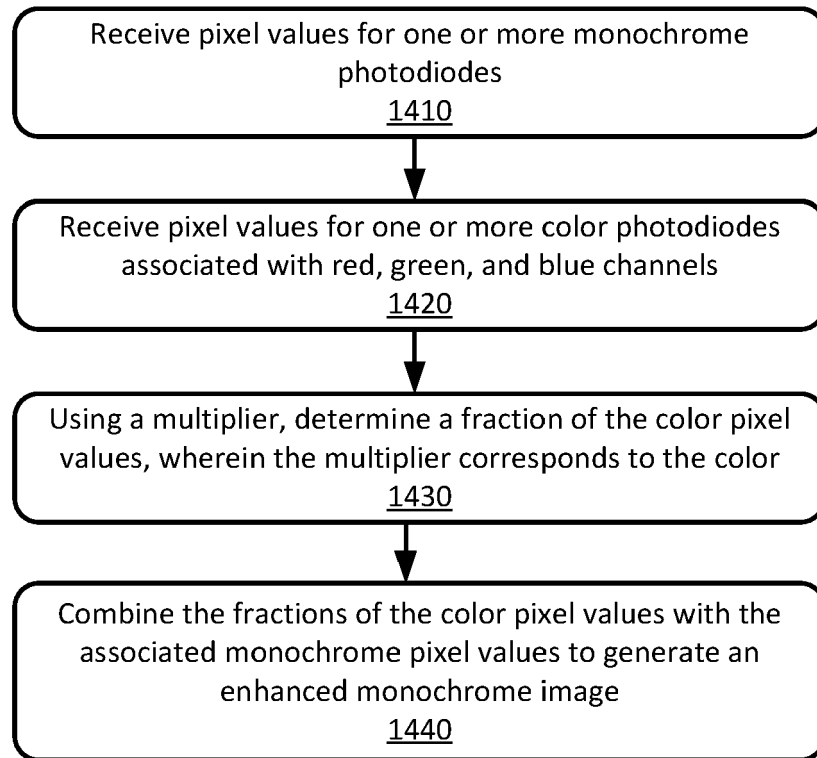 Receive pixel values for one or more monochrome
photodiodes
1410
Receive pixel values for one or more color photodiodes
associated with red, green, and blue channels
1420
Using a multiplier, determine a fraction of the color pixel
values, wherein the multiplier corresponds to the color
1430
Combine the fractions of the color pixel values with the
associated monochrome pixel values to generate an
enhanced monochrome image
1440